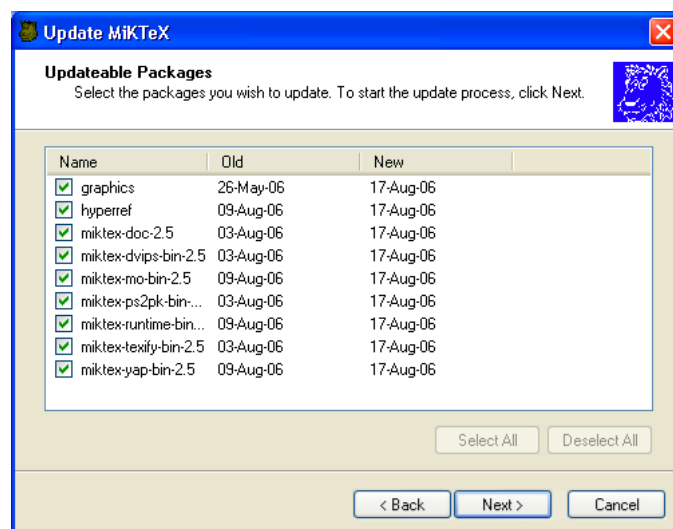 Update MiKTeX
Updateable Packages
Select the packages you wish to update. To start the update process, click Next.
Name Old New
graphics 26-May-06 17-Aug-06
hyperref 09-Aug-06 17-Aug-06
miktex-doc-2.5 03-Aug-06 17-Aug-06
miktex-dvips-bin-2.5 03-Aug-06 17-Aug-06
miktex-mo-bin-2.5 09-Aug-06 17-Aug-06
miktex-ps2pk-bin-... 03-Aug-06 17-Aug-06
miktex-runtime-bin... 09-Aug-06 17-Aug-06
miktex-texify-bin-2.5 03-Aug-06 17-Aug-06
miktex-yap-bin-2.5 09-Aug-06 17-Aug-06
Select All Deselect All
< Back Next > Cancel